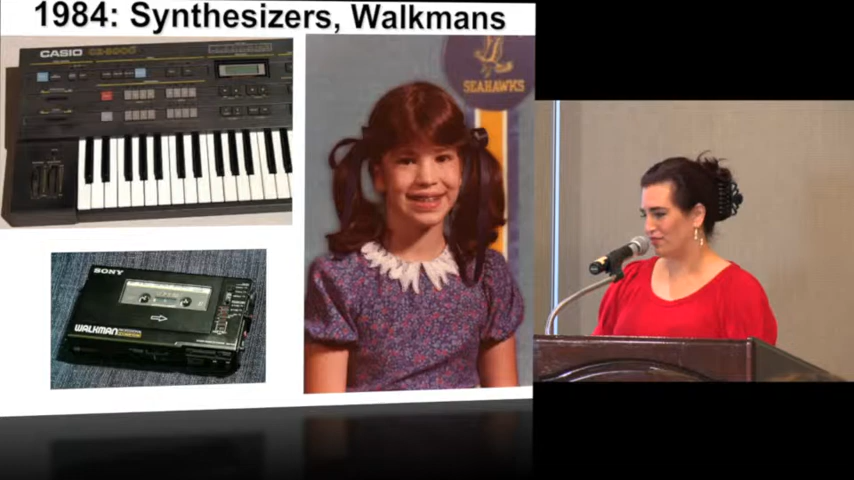 1984: Synthesizers, Walkmans
CASIO
SEAHAWKS
SONY
WALKMAN